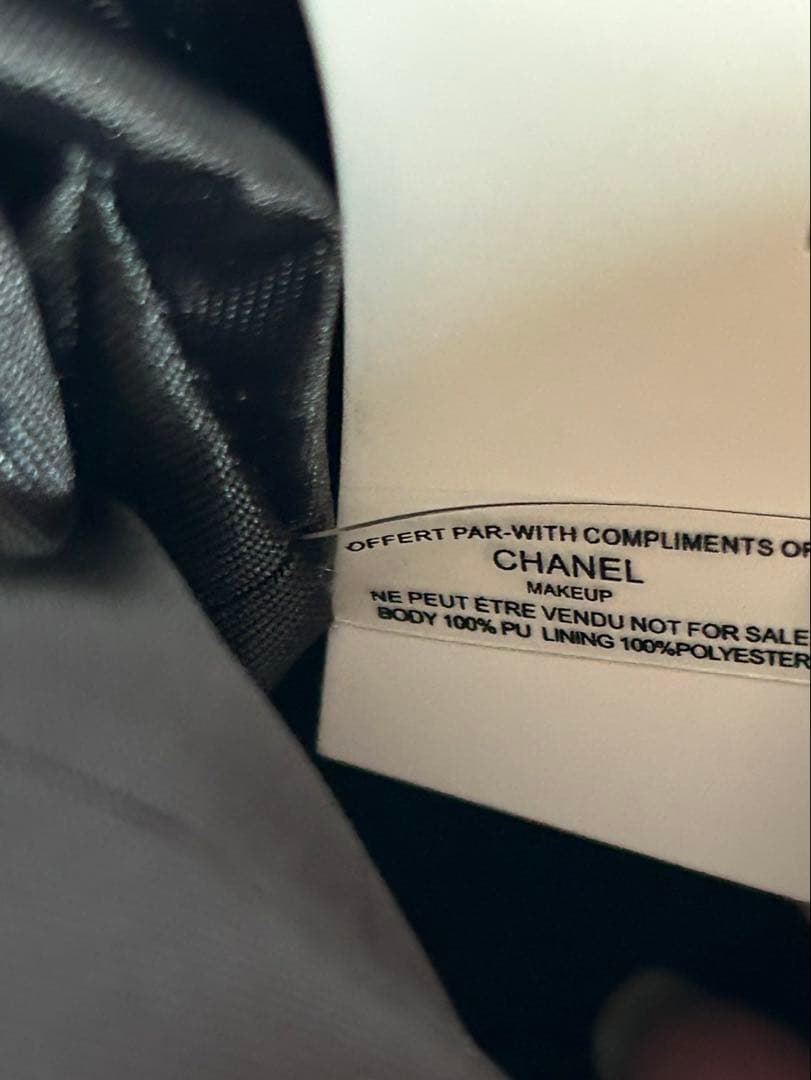 OFFERT PAR-WITH COMPLIMENTS OF
CHANEL
MAKEUP
NE PEUT ÊTRE VENDU NOT FOR SALE
BODY 100% PU LINING 100%POLYESTER